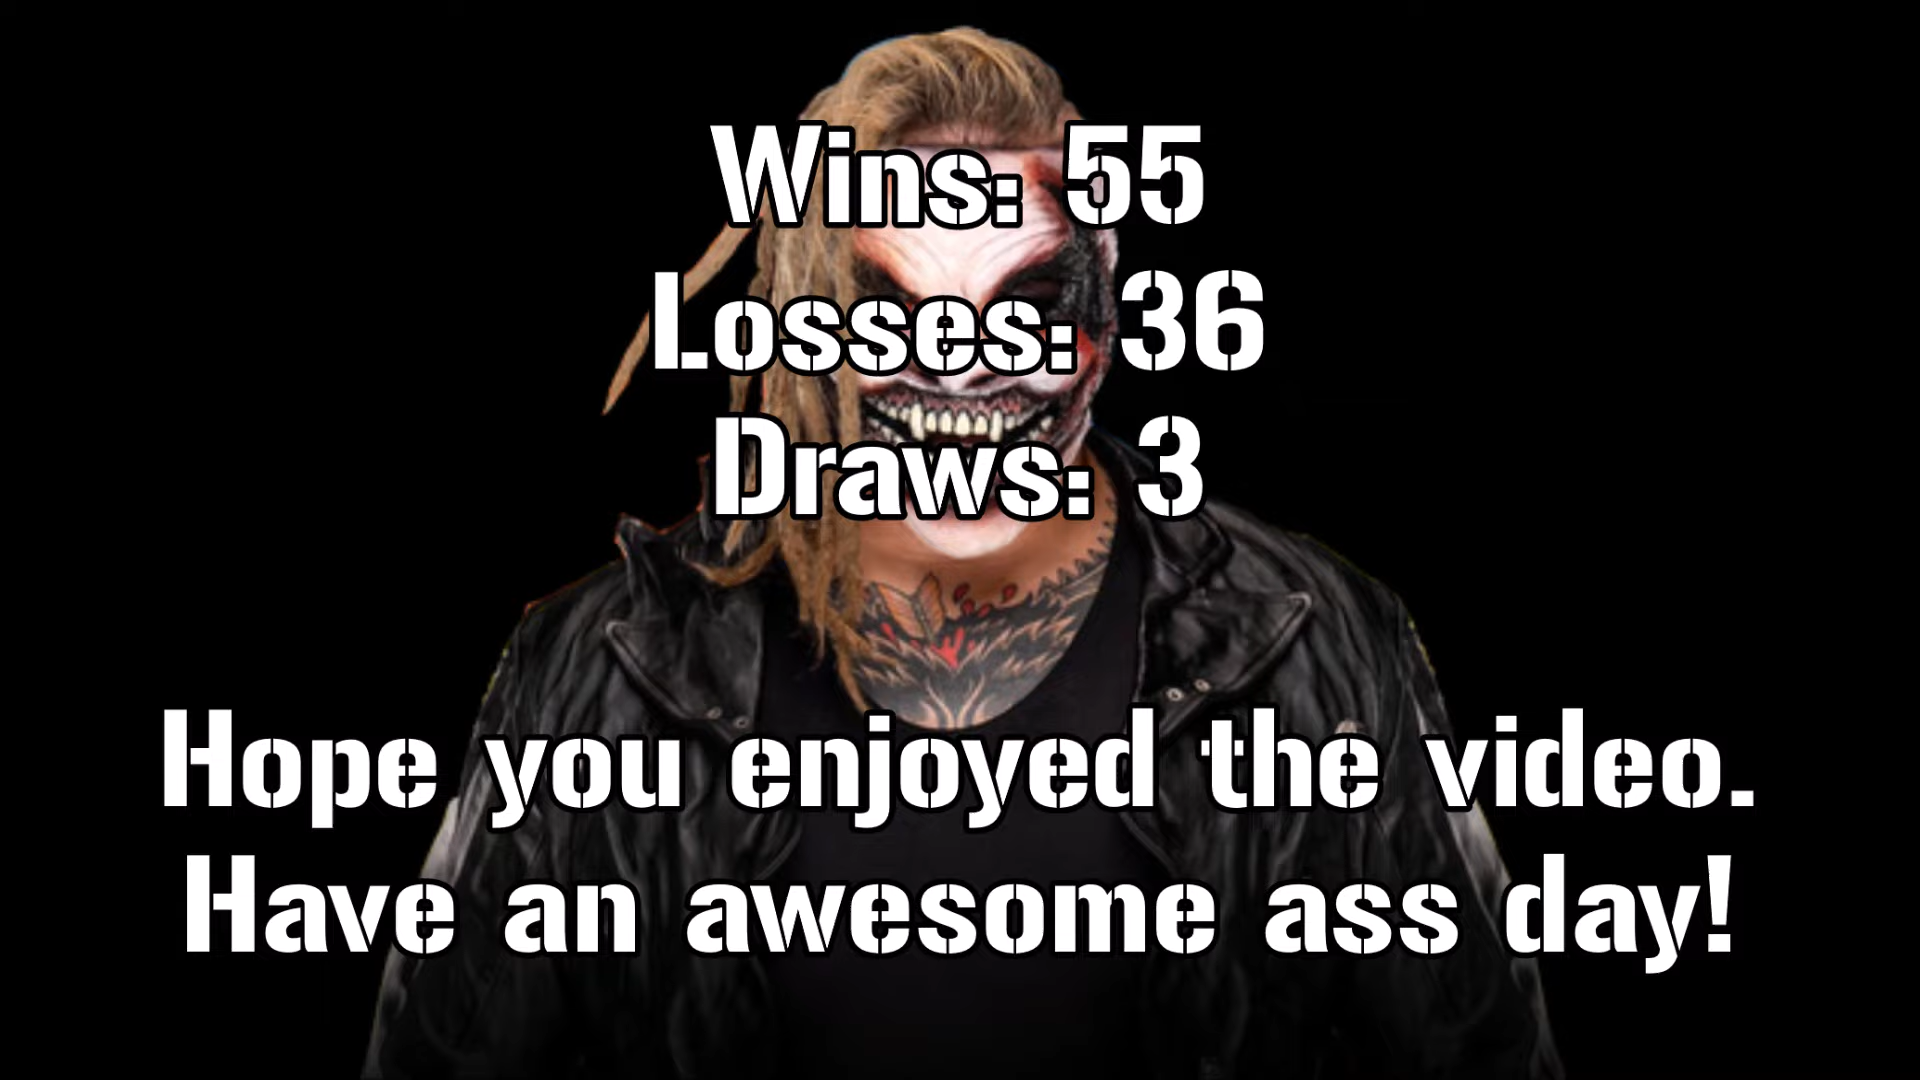 Wins: 55
Losses: 36
Draws: 3
Hope you enjoyed the video.
Have an awesome ass day!